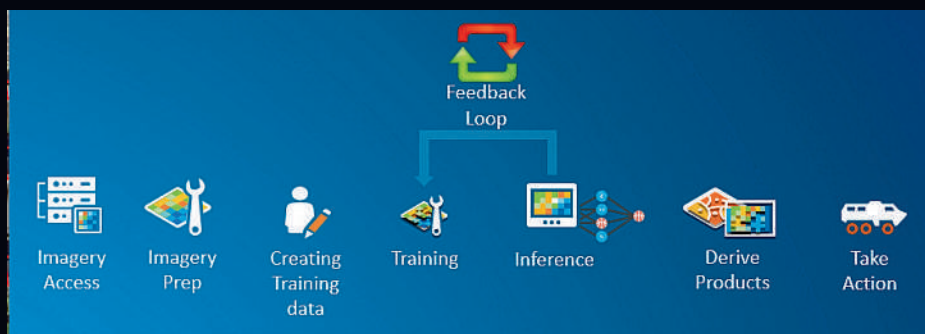 Feedback
Loop
Imagery
Access
Imagery
Prep
Creating
Training
data
Training
Inference
Derive
Products
Take
Action